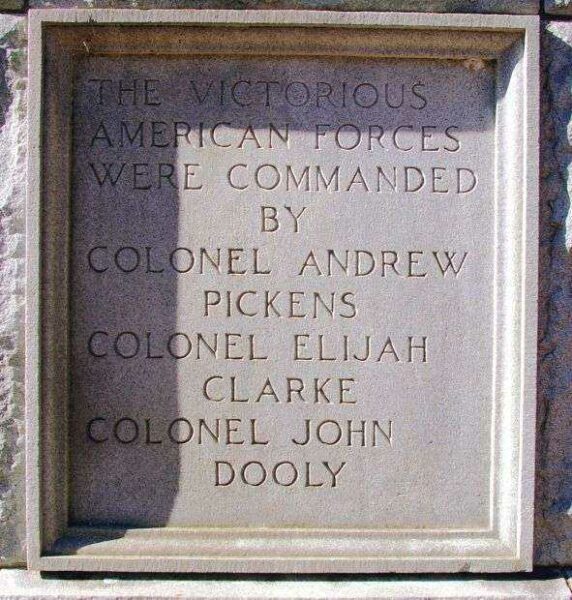 THE VICTORIOUS
AMERICAN FORCES
WERE COMMANDED
BY
COLONEL ANDREW
PICKENS
COLONEL ELIJAH
CLARKE
COLONEL JOHN
DOOLY